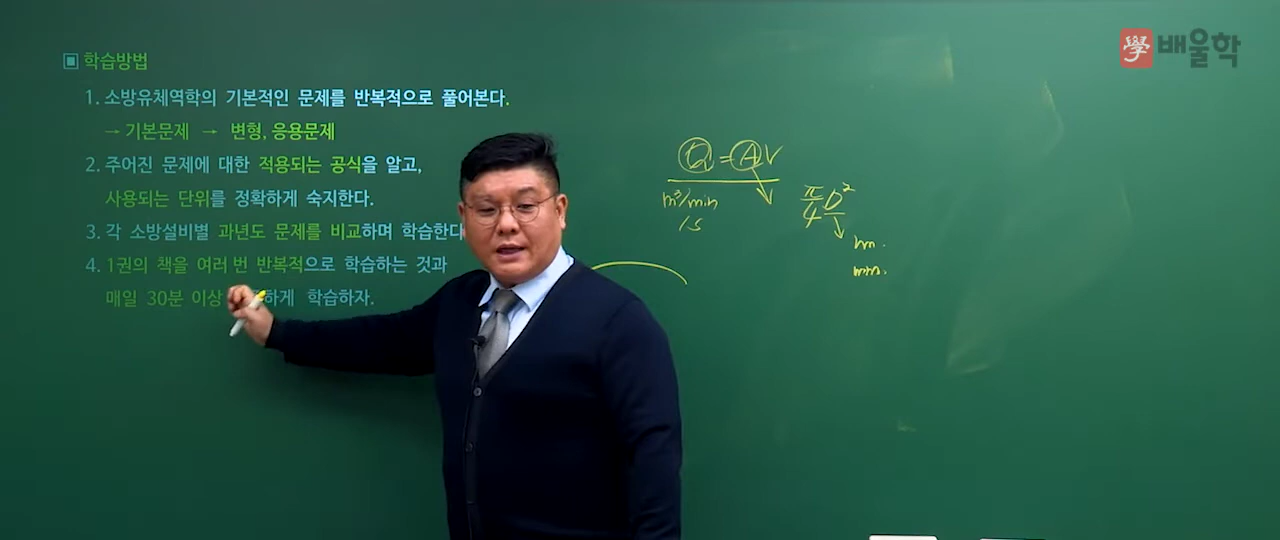 ▣ 학습방법
1. 소방유체역학의 기본적인 문제를 반복적으로 풀어본다.
→ 기본문제 → 변형, 응용문제
2. 주어진 문제에 대한 적용되는 공식을 알고,
사용되는 단위를 정확하게 숙지한다.
3. 각 소방설비별 과년도 문제를 비교하며 학습한다
4. 1권의 책을 여러 번 반복적으로 학습하는 것과
매일 30분 이상 하게 학습하자.
Q = AV
m³/min
/s
π/4 D²
m.
mm.
學 배울학